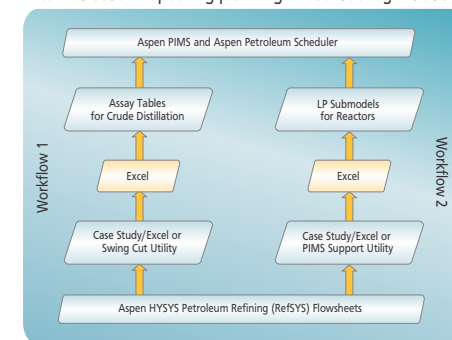 Aspen PIMS and Aspen Petroleum Scheduler
Assay Tables
for Crude Distillation
LP Submodels
for Reactors
Workflow 1
Workflow 2
Excel
Excel
Case Study/Excel or
Swing Cut Utility
Case Study/Excel or
PIMS Support Utility
Aspen HYSYS Petroleum Refining (RefSYS) Flowsheets